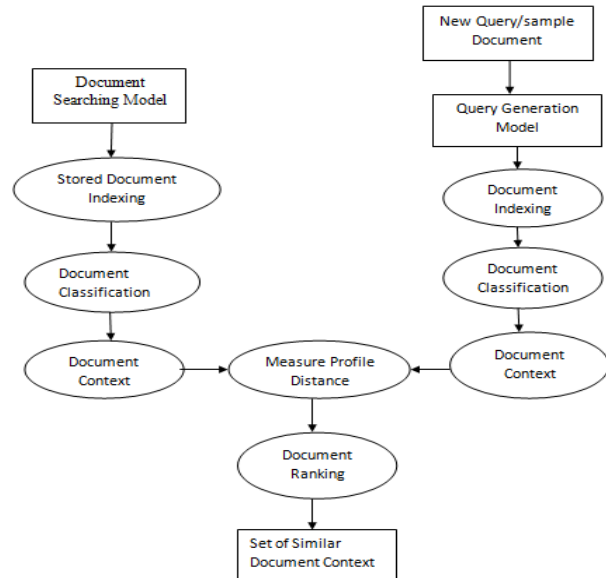 New Query/sample
Document
Document
Searching Model
Query Generation
Model
Stored Document
Indexing
Document
Indexing
Document
Classification
Document
Classification
Document
Context
Measure Profile
Distance
Document
Context
Document
Ranking
Set of Similar
Document Context